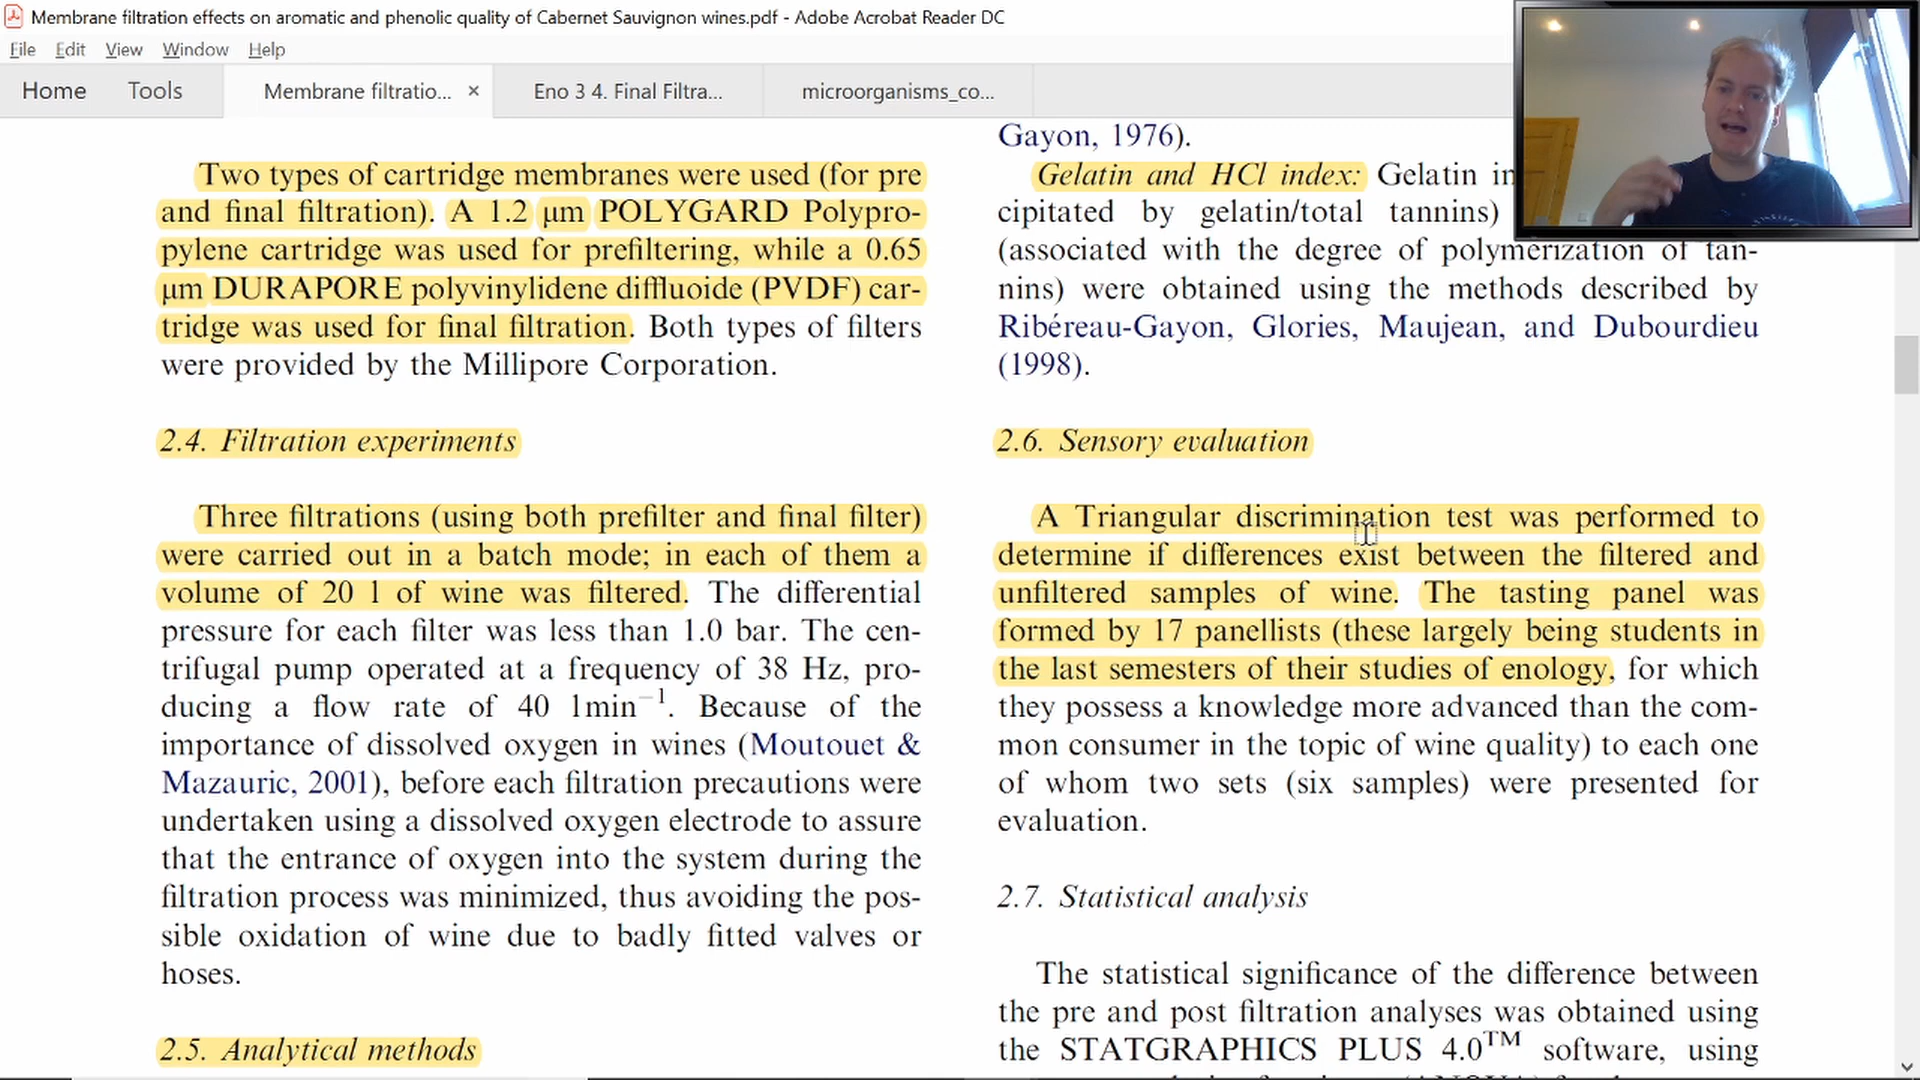 Membrane filtration effects on aromatic and phenolic quality of Cabernet Sauvignon wines.pdf - Adobe Acrobat Reader DC
File Edit View Window Help
Home Tools Membrane filtratio... × Eno 3 4. Final Filtra... microorganisms_co...
Two types of cartridge membranes were used (for pre
and final filtration). A 1.2 μm POLYGARD Polypro-
pylene cartridge was used for prefiltering, while a 0.65
μm DURAPORE polyvinylidene diffluoide (PVDF) car-
tridge was used for final filtration. Both types of filters
were provided by the Millipore Corporation.
2.4. Filtration experiments
Three filtrations (using both prefilter and final filter)
were carried out in a batch mode; in each of them a
volume of 20 l of wine was filtered. The differential
pressure for each filter was less than 1.0 bar. The cen-
trifugal pump operated at a frequency of 38 Hz, pro-
ducing a flow rate of 40 lmin⁻¹. Because of the
importance of dissolved oxygen in wines (Moutouet &
Mazauric, 2001), before each filtration precautions were
undertaken using a dissolved oxygen electrode to assure
that the entrance of oxygen into the system during the
filtration process was minimized, thus avoiding the pos-
sible oxidation of wine due to badly fitted valves or
hoses.
2.5. Analytical methods
Gayon, 1976).
Gelatin and HCl index: Gelatin in
cipitated by gelatin/total tannins)
(associated with the degree of polymerization of tan-
nins) were obtained using the methods described by
Ribéreau-Gayon, Glories, Maujean, and Dubourdieu
(1998).
2.6. Sensory evaluation
A Triangular discrimination test was performed to
determine if differences exist between the filtered and
unfiltered samples of wine. The tasting panel was
formed by 17 panellists (these largely being students in
the last semesters of their studies of enology, for which
they possess a knowledge more advanced than the com-
mon consumer in the topic of wine quality) to each one
of whom two sets (six samples) were presented for
evaluation.
2.7. Statistical analysis
The statistical significance of the difference between
the pre and post filtration analyses was obtained using
the STATGRAPHICS PLUS 4.0™ software, using